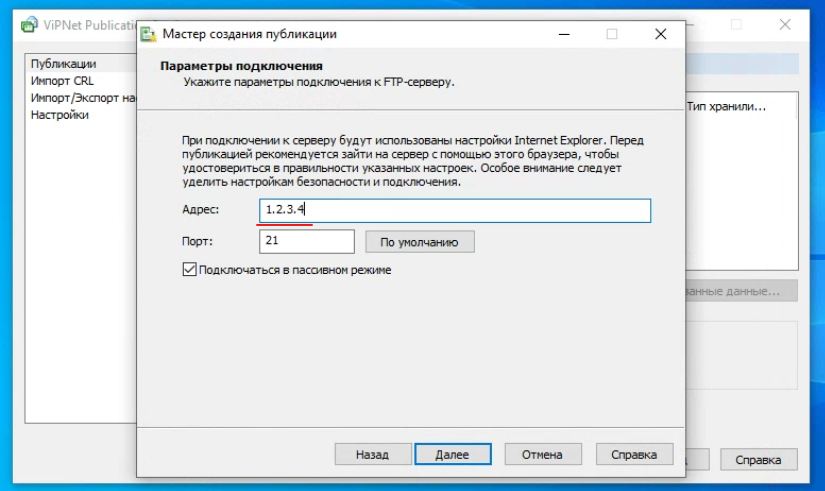 ViPNet Publication
Мастер создания публикации
Публикации
Импорт CRL
Импорт/Экспорт
Настройки
Параметры подключения
Укажите параметры подключения к FTP-серверу.
Тип хранили...
При подключении к серверу будут использованы настройки Internet Explorer. Перед
публикацией рекомендуется зайти на сервер с помощью этого браузера, чтобы
удостовериться в правильности указанных настроек. Особое внимание следует
уделить настройкам безопасности и подключения.
Адрес:
1.2.3.4
Порт:
21
По умолчанию
Подключаться в пассивном режиме
данные...
Назад
Далее
Отмена
Справка
Справка